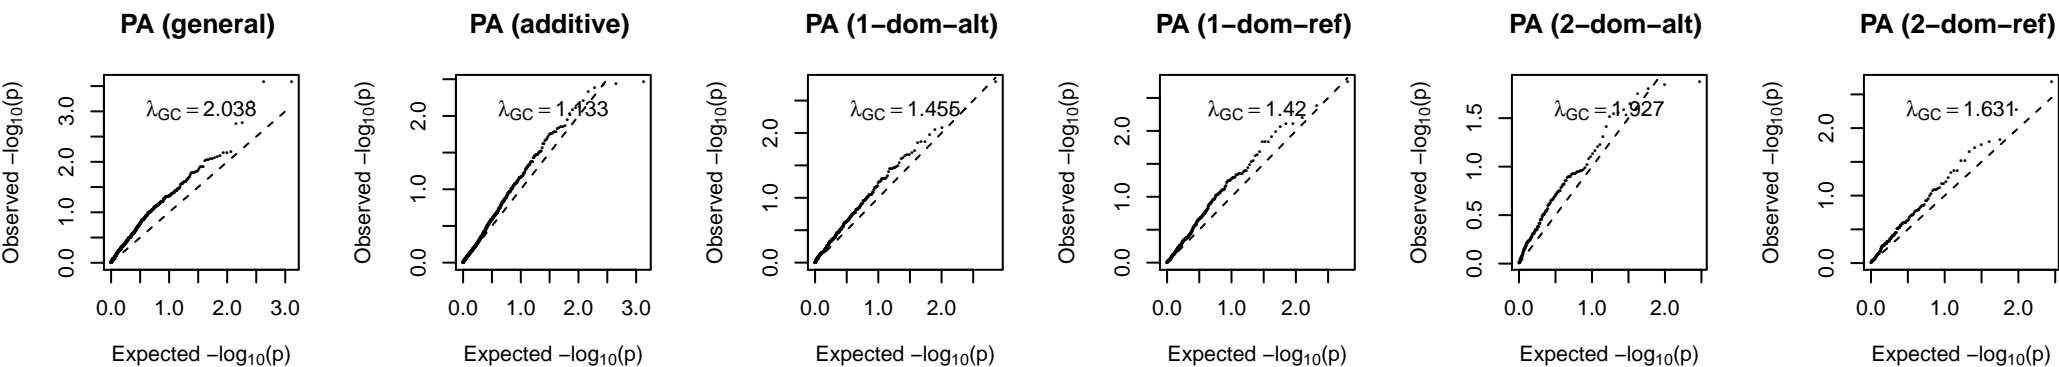 PA (general)
Observed −log10(p)
λGC = 2.038
0.0 1.0 2.0 3.0
0.0 1.0 2.0 3.0
Expected −log10(p)
PA (additive)
Observed −log10(p)
λGC = 1.133
0.0 1.0 2.0
0.0 1.0 2.0 3.0
Expected −log10(p)
PA (1−dom−alt)
Observed −log10(p)
λGC = 1.455
0.0 1.0 2.0
0.0 1.0 2.0
Expected −log10(p)
PA (1−dom−ref)
Observed −log10(p)
λGC = 1.42
0.0 1.0 2.0
0.0 1.0 2.0
Expected −log10(p)
PA (2−dom−alt)
Observed −log10(p)
λGC = 1.927
0.0 0.5 1.0 1.5
0.0 1.0 2.0
Expected −log10(p)
PA (2−dom−ref)
Observed −log10(p)
λGC = 1.631
0.0 1.0 2.0
0.0 1.0 2.0
Expected −log10(p)